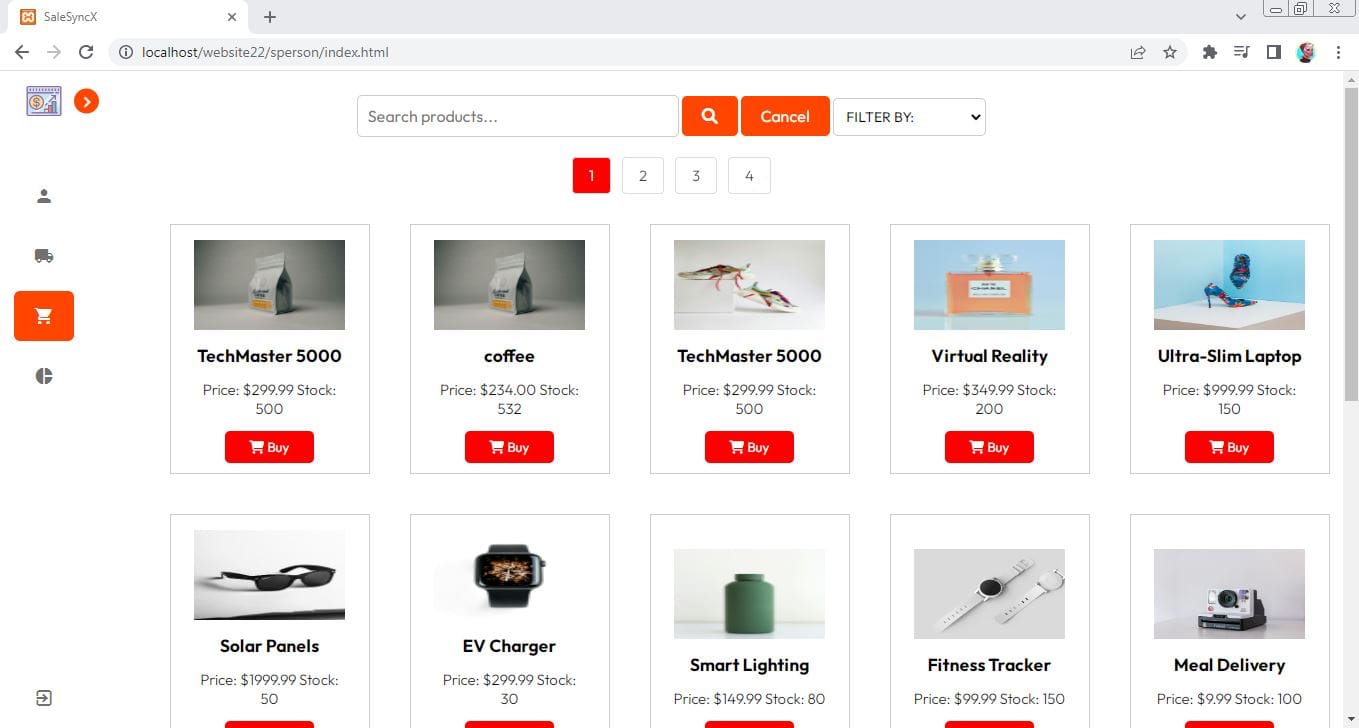 SaleSyncX
localhost/website22/sperson/index.html
Search products...
Cancel
FILTER BY:
1 2 3 4
TechMaster 5000
Price: $299.99 Stock:
500
Buy
coffee
Price: $234.00 Stock:
532
Buy
TechMaster 5000
Price: $299.99 Stock:
500
Buy
CHANEL
Virtual Reality
Price: $349.99 Stock:
200
Buy
Ultra-Slim Laptop
Price: $999.99 Stock:
150
Buy
Solar Panels
Price: $1999.99 Stock:
50
EV Charger
Price: $299.99 Stock:
30
Smart Lighting
Price: $149.99 Stock: 80
Fitness Tracker
Price: $99.99 Stock: 150
Meal Delivery
Price: $9.99 Stock: 100